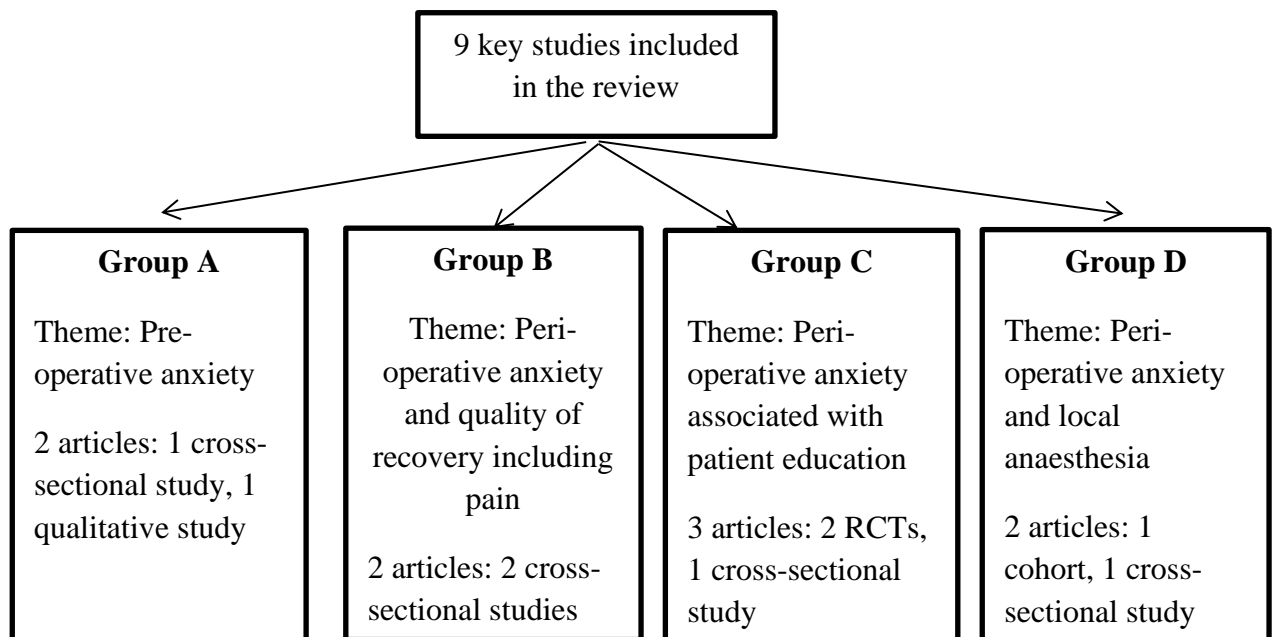 9 key studies included
in the review
Group A
Theme: Pre-
operative anxiety
2 articles: 1 cross-
sectional study, 1
qualitative study
Group B
Theme: Peri-
operative anxiety
and quality of
recovery including
pain
2 articles: 2 cross-
sectional studies
Group C
Theme: Peri-
operative anxiety
associated with
patient education
3 articles: 2 RCTs,
1 cross-sectional
study
Group D
Theme: Peri-
operative anxiety
and local
anaesthesia
2 articles: 1
cohort, 1 cross-
sectional study